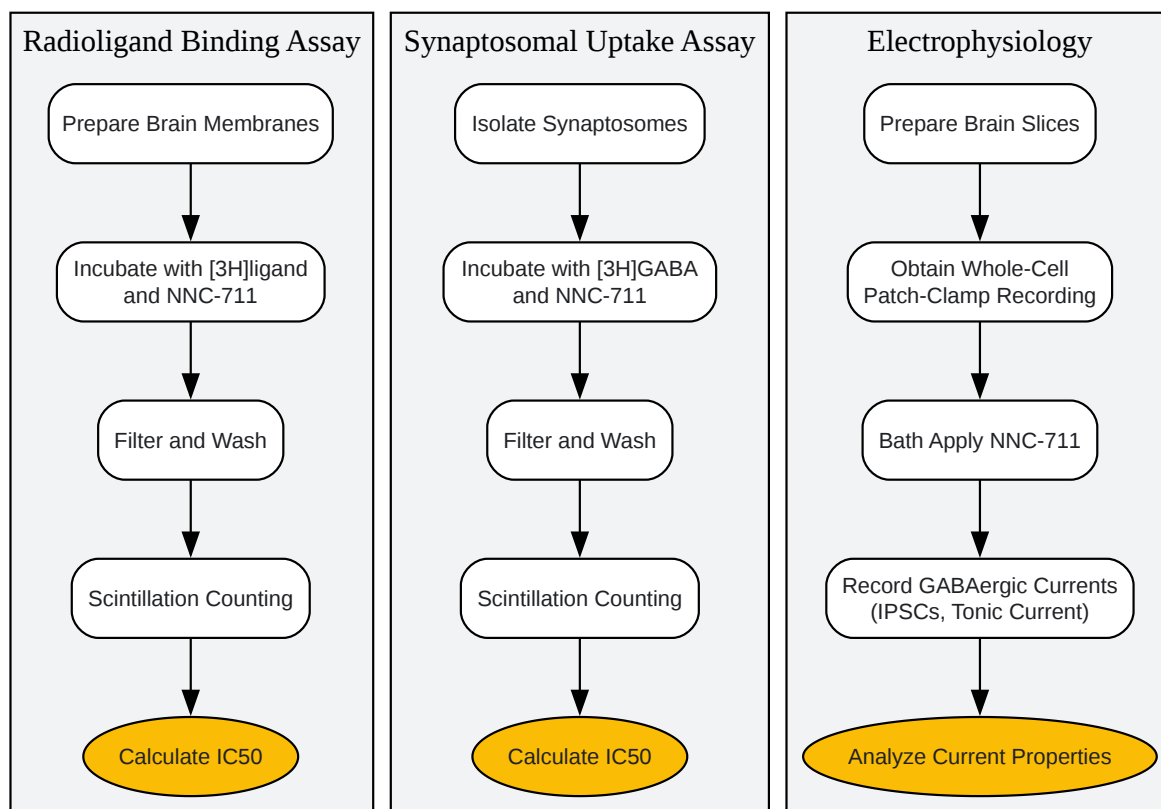 Radioligand Binding Assay
Prepare Brain Membranes
Incubate with [3H]ligand
and NNC-711
Filter and Wash
Scintillation Counting
Calculate IC50
Synaptosomal Uptake Assay
Isolate Synaptosomes
Incubate with [3H]GABA
and NNC-711
Filter and Wash
Scintillation Counting
Calculate IC50
Electrophysiology
Prepare Brain Slices
Obtain Whole-Cell
Patch-Clamp Recording
Bath Apply NNC-711
Record GABAergic Currents
(IPSCs, Tonic Current)
Analyze Current Properties